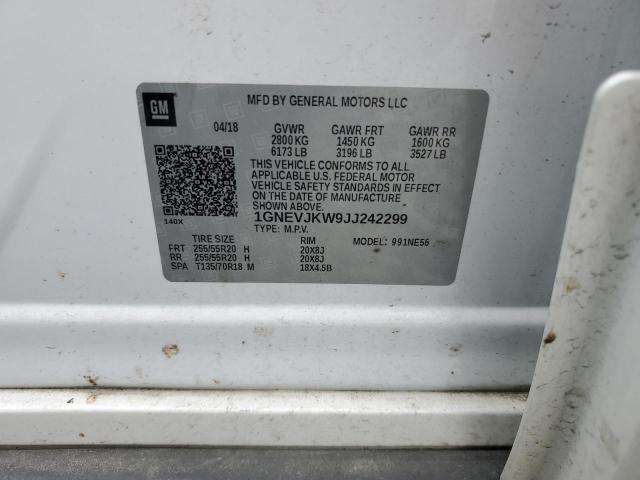 GM
MFD BY GENERAL MOTORS LLC
04/18 GVWR GAWR FRT GAWR RR
2800 KG 1450 KG 1600 KG
6173 LB 3196 LB 3527 LB
THIS VEHICLE CONFORMS TO ALL
APPLICABLE U.S. FEDERAL MOTOR
VEHICLE SAFETY STANDARDS IN EFFECT
ON THE DATE OF MANUFACTURE
SHOWN ABOVE.
140X 1GNEVJKW9JJ242299
TYPE: M.P.V.
TIRE SIZE RIM MODEL: 991NE56
FRT 255/55R20 H 20X8J
RR 255/55R20 H 20X8J
SPA T135/70R18 M 18X4.5B